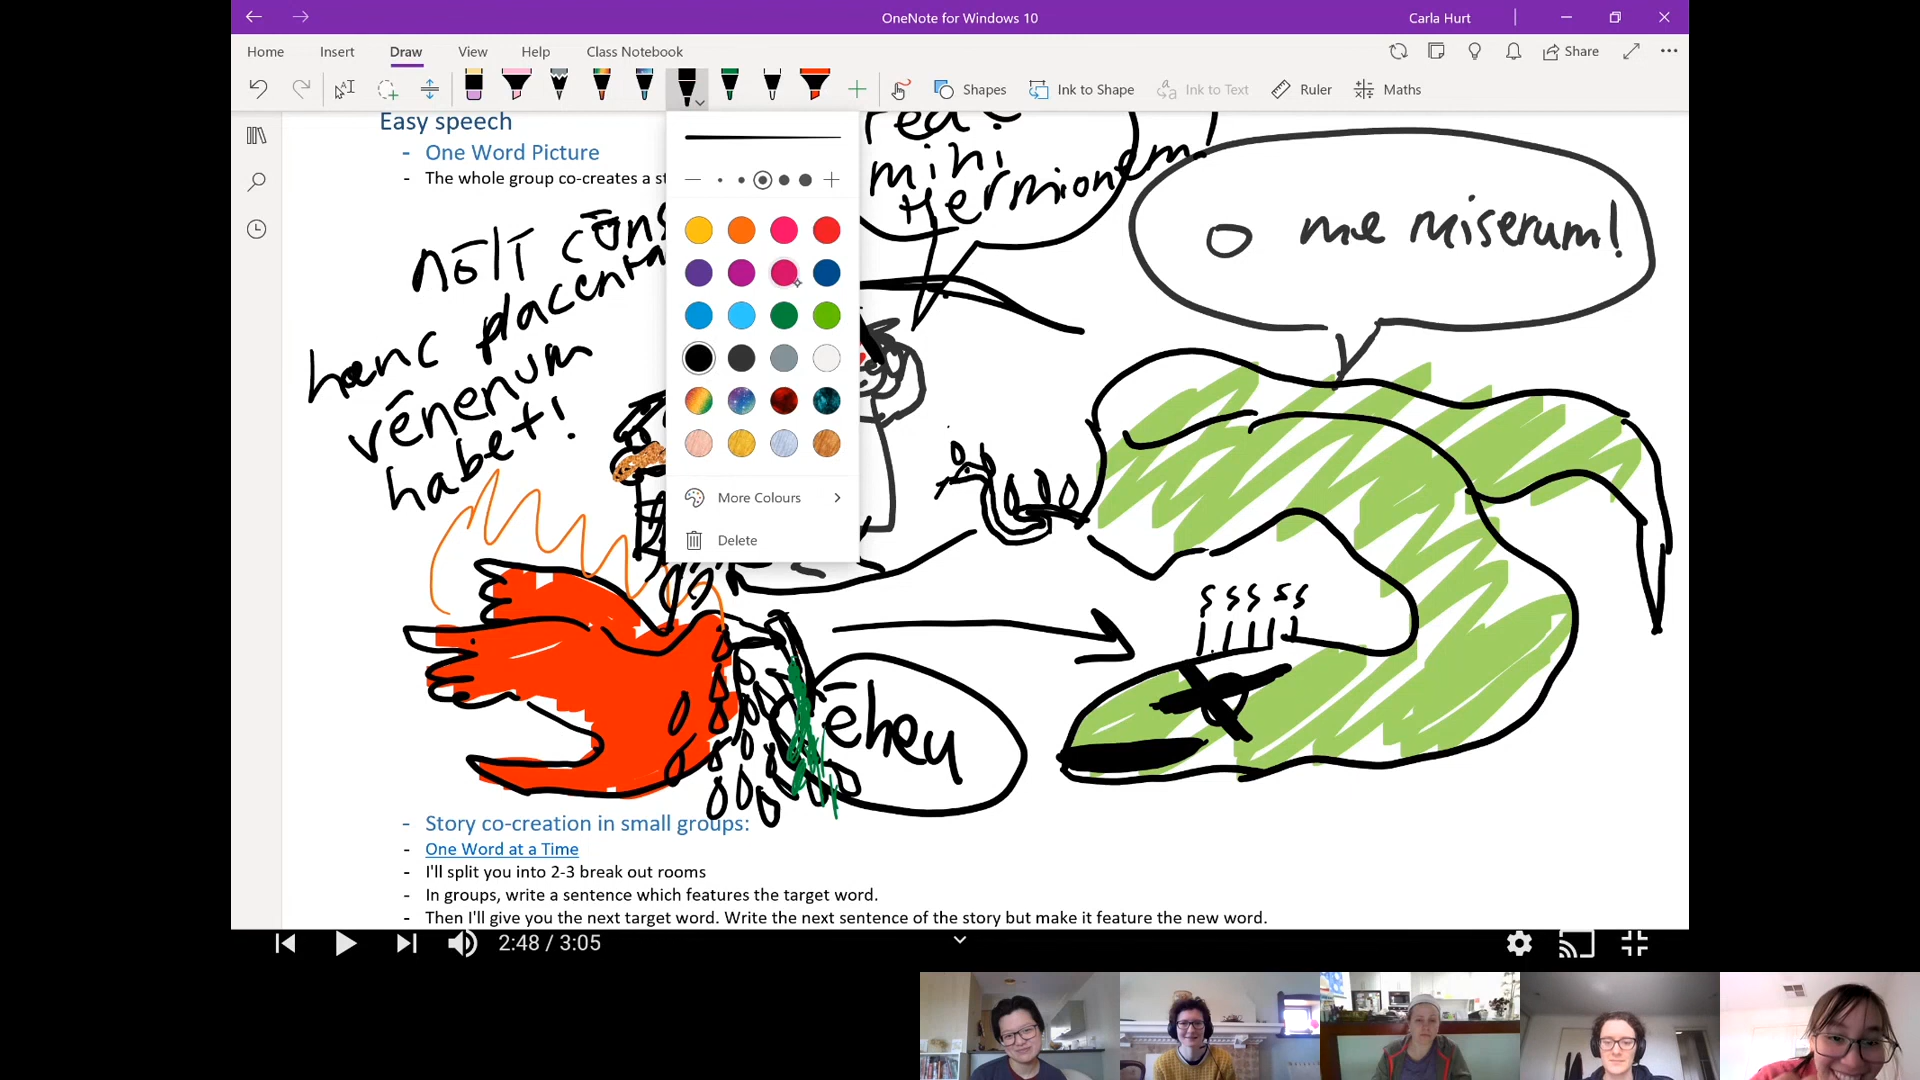 OneNote for Windows 10
Carla Hurt
Home Insert Draw View Help Class Notebook
Share
Shapes Ink to Shape Ink to Text Ruler Maths
Easy speech
- One Word Picture
- The whole group co-creates a st
nōlī cōns
hanc placenta
venēnum
habet!
mihi
Hermionem!
o me miserum!
More Colours
Delete
sssss
ēheu
- Story co-creation in small groups:
- One Word at a Time
- I'll split you into 2-3 break out rooms
- In groups, write a sentence which features the target word.
- Then I'll give you the next target word. Write the next sentence of the story but make it feature the new word.
2:48 / 3:05